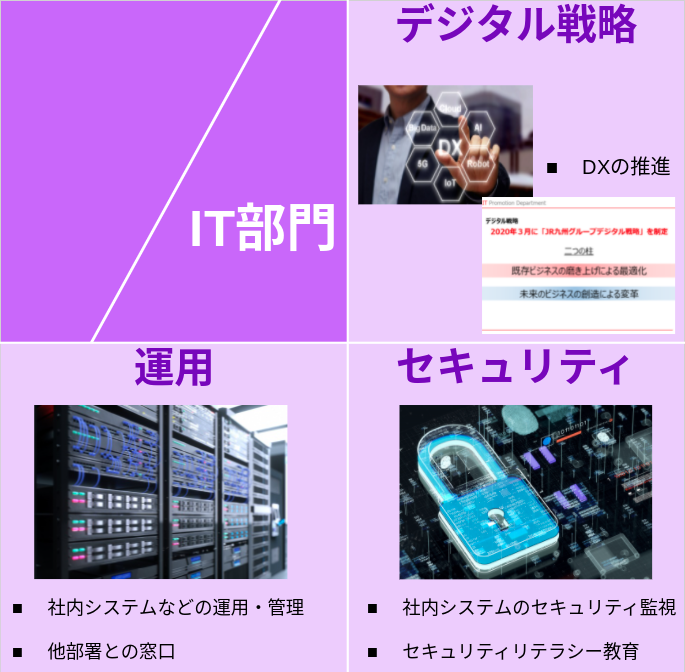 IT部門
デジタル戦略
Cloud
Big Data
AI
DX
5G
Robot
IoT
■ DXの推進
IT Promotion Department
デジタル戦略
2020年3月に「JR九州グループデジタル戦略」を制定
二つの柱
既存ビジネスの磨き上げによる最適化
未来のビジネスの創造による変革
運用
■ 社内システムなどの運用・管理
■ 他部署との窓口
セキュリティ
■ 社内システムのセキュリティ監視
■ セキュリティリテラシー教育